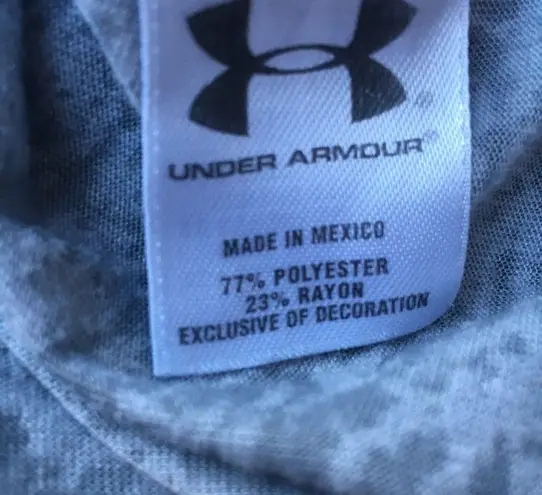 ®
UNDER ARMOUR®
MADE IN MEXICO
77% POLYESTER
23% RAYON
EXCLUSIVE OF DECORATION